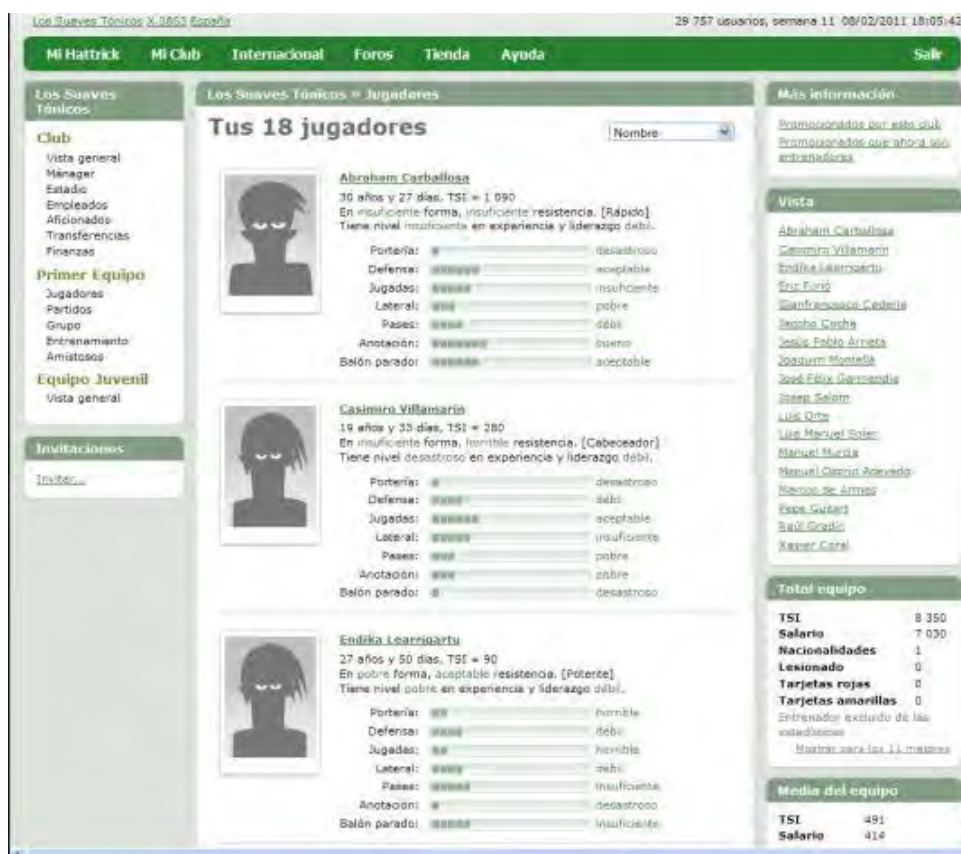 Los Suaves Tónicos X.3853 España
29 757 usuarios, semana 11 08/02/2011 18:05:42
Mi Hattrick Mi Club Internacional Foros Tienda Ayuda Salir
Los Suaves
Tónicos
Club
Vista general
Mánager
Estadio
Empleados
Aficionados
Transferencias
Finanzas
Primer Equipo
Jugadores
Partidos
Grupo
Entrenamiento
Amistosos
Equipo Juvenil
Vista general
Invitaciones
Invitar...
Los Suaves Tónicos » Jugadores
Tus 18 jugadores
Nombre
Abraham Carballosa
30 años y 27 días, TSI = 1 090
En insuficiente forma, insuficiente resistencia. [Rápido]
Tiene nivel insuficiente en experiencia y liderazgo débil.
Portería: desastroso
Defensa: aceptable
Jugadas: insuficiente
Lateral: pobre
Pases: débil
Anotación: bueno
Balón parado: aceptable
Casimiro Villamarín
19 años y 33 días, TSI = 280
En insuficiente forma, horrible resistencia. [Cabeceador]
Tiene nivel desastroso en experiencia y liderazgo débil.
Portería: desastroso
Defensa: débil
Jugadas: aceptable
Lateral: insuficiente
Pases: pobre
Anotación: pobre
Balón parado: desastroso
Endika Learrigartu
27 años y 50 días, TSI = 90
En pobre forma, aceptable resistencia. [Potente]
Tiene nivel pobre en experiencia y liderazgo débil.
Portería: horrible
Defensa: débil
Jugadas: horrible
Lateral: débil
Pases: insuficiente
Anotación: desastroso
Balón parado: insuficiente
Más información
Promocionados por este club
Promocionados que ahora son
entrenadores
Vista
Abraham Carballosa
Casimiro Villamarín
Endika Learrigartu
Eric Furió
Gianfrancesco Cedeña
Jacobo Cucha
Jesús Pablo Arrieta
Joaquim Montellà
José Félix Garmendia
Josep Salom
Luis Orte
Luis Manuel Soler
Manuel Murcia
Manuel Osorio Acevedo
Marcos de Armas
Pepe Guitart
Raúl Gredir
Xavier Coral
Total equipo
TSI 8 350
Salario 7 030
Nacionalidades 1
Lesionado 0
Tarjetas rojas 0
Tarjetas amarillas 0
Entrenador excluido de las
estadísticas
Mostrar para los 11 mejores
Media del equipo
TSI 491
Salario 414